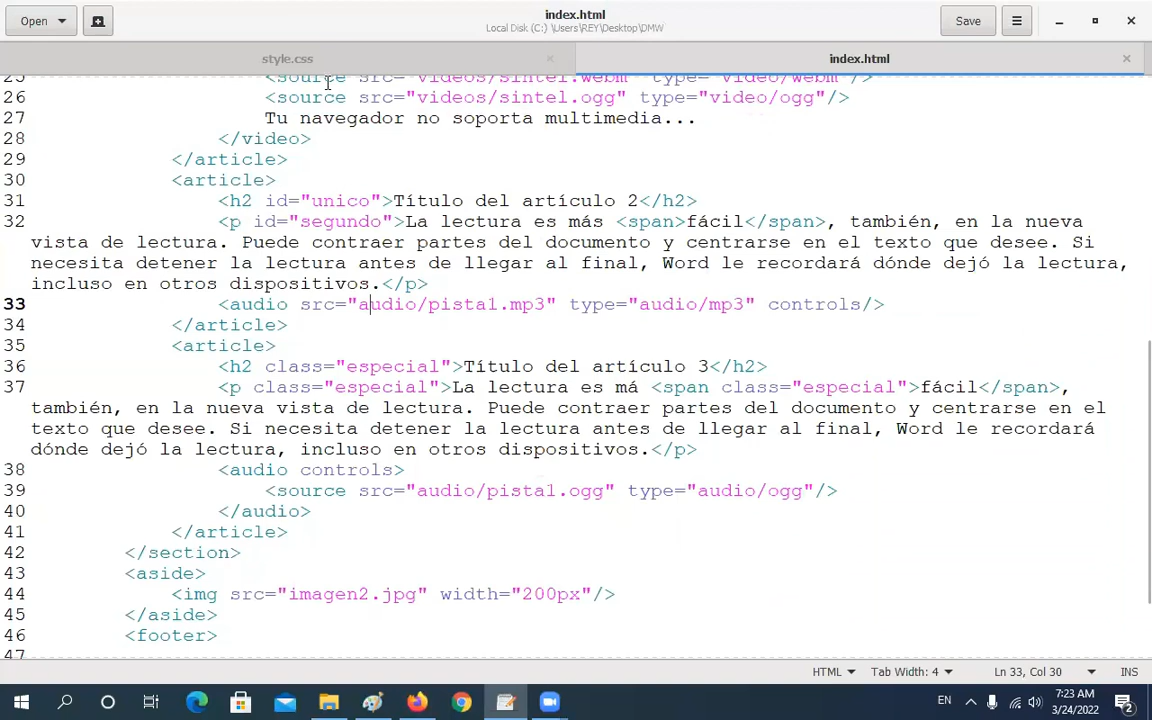 Open
index.html
Local Disk (C:) \Users\REY\Desktop\DMW
Save
style.css
index.html
25 <source src="videos/sintel.webm" type="video/webm"/>
26 <source src="videos/sintel.ogg" type="video/ogg"/>
27 Tu navegador no soporta multimedia...
28 </video>
29 </article>
30 <article>
31 <h2 id="unico">Título del artículo 2</h2>
32 <p id="segundo">La lectura es más <span>fácil</span>, también, en la nueva
vista de lectura. Puede contraer partes del documento y centrarse en el texto que desee. Si
necesita detener la lectura antes de llegar al final, Word le recordará dónde dejó la lectura,
incluso en otros dispositivos.</p>
33 <audio src="audio/pista1.mp3" type="audio/mp3" controls/>
34 </article>
35 <article>
36 <h2 class="especial">Título del artículo 3</h2>
37 <p class="especial">La lectura es má <span class="especial">fácil</span>,
también, en la nueva vista de lectura. Puede contraer partes del documento y centrarse en el
texto que desee. Si necesita detener la lectura antes de llegar al final, Word le recordará
dónde dejó la lectura, incluso en otros dispositivos.</p>
38 <audio controls>
39 <source src="audio/pista1.ogg" type="audio/ogg"/>
40 </audio>
41 </article>
42 </section>
43 <aside>
44 <img src="imagen2.jpg" width="200px"/>
45 </aside>
46 <footer>
47
HTML Tab Width: 4 Ln 33, Col 30 INS
EN 7:23 AM
3/24/2022 2